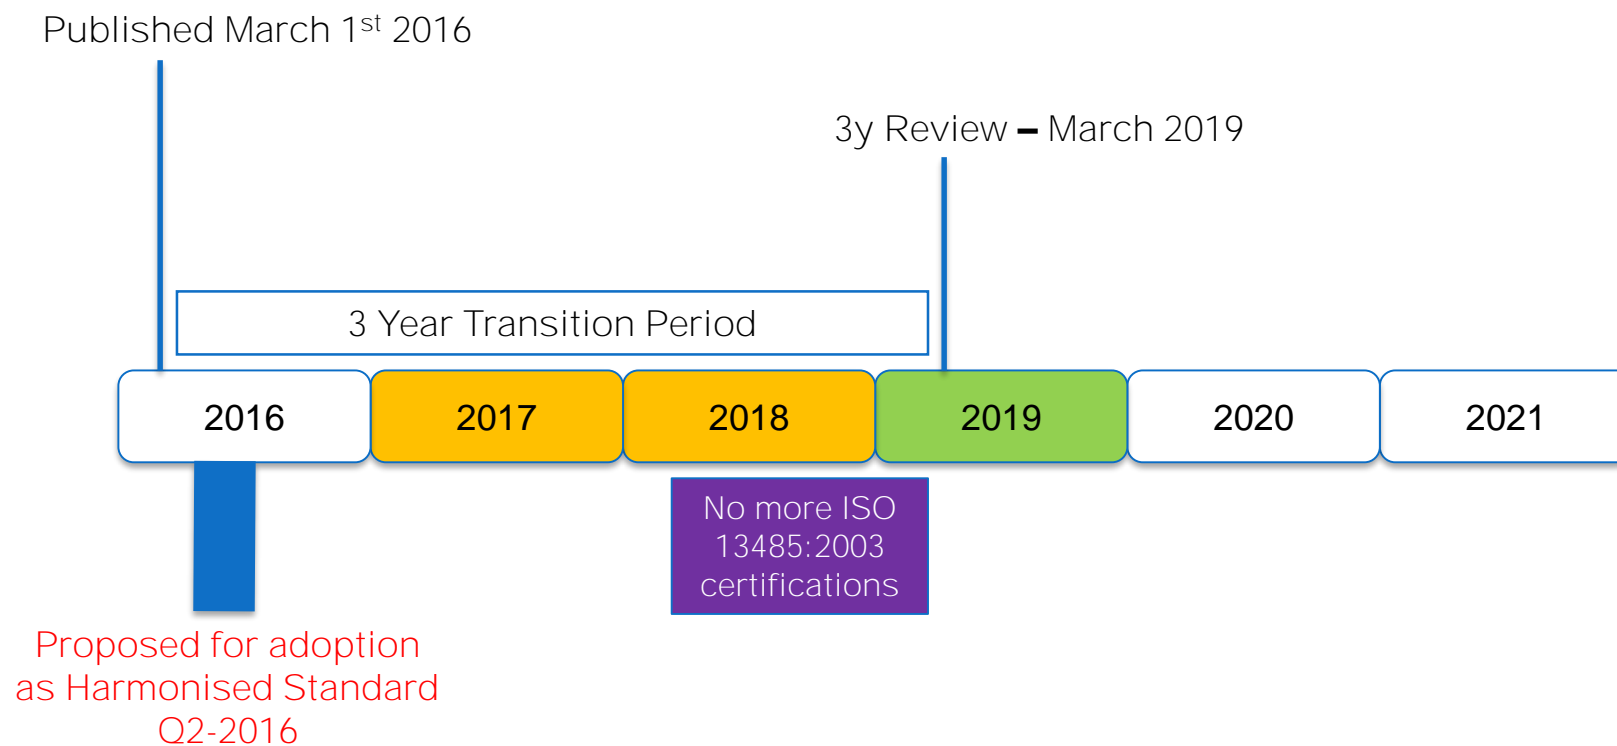 Published March 1st 2016
3y Review – March 2019
3 Year Transition Period
2016 2017 2018 2019 2020 2021
No more ISO
13485:2003
certifications
Proposed for adoption
as Harmonised Standard
Q2-2016